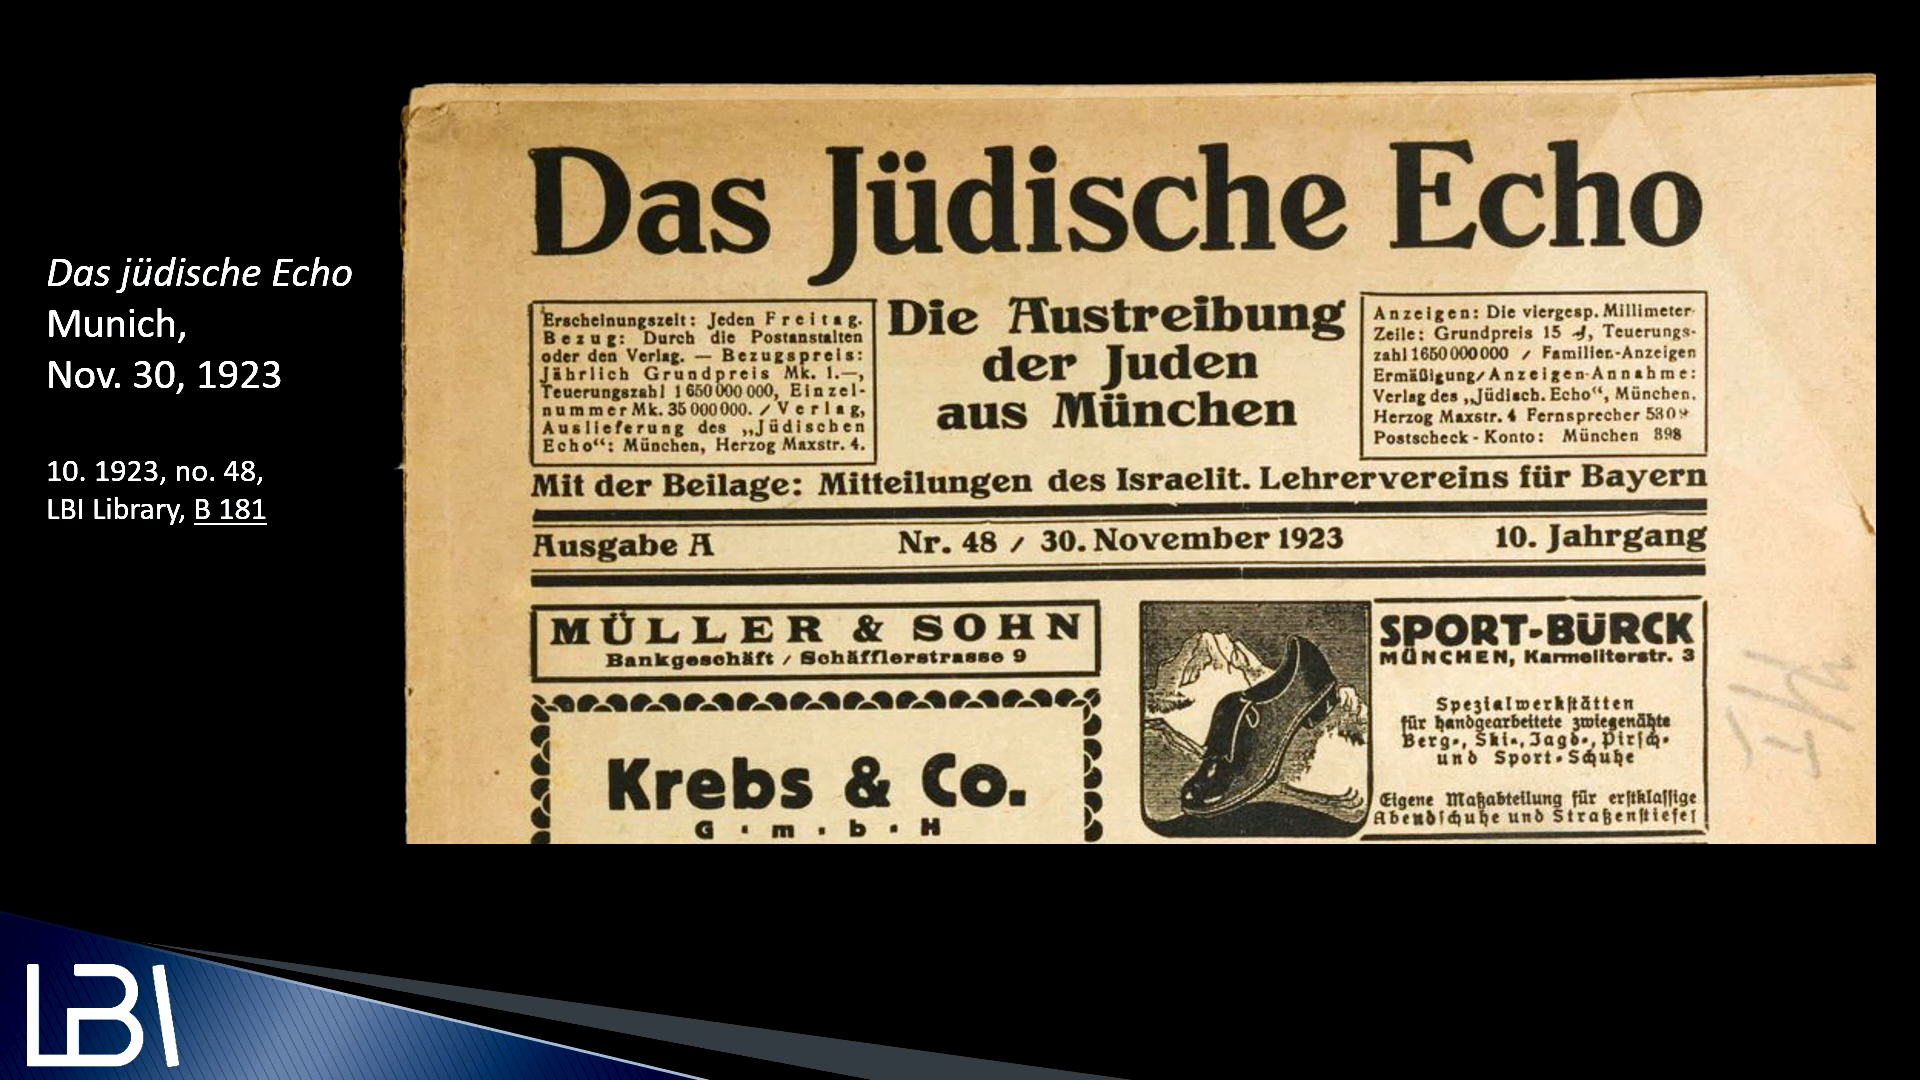 Das jüdische Echo
Munich,
Nov. 30, 1923
10. 1923, no. 48,
LBI Library, B 181
Das Jüdische Echo
Erscheinungszeit: Jeden Freitag.
Bezug: Durch die Postanstalten
oder den Verlag. — Bezugspreis:
Jährlich Grundpreis Mk. 1.—,
Teuerungszahl 1 650 000 000, Einzel-
nummer Mk. 35 000 000. / Verlag,
Auslieferung des „Jüdischen
Echo“: München, Herzog Maxstr. 4.
Die Austreibung
der Juden
aus München
Anzeigen: Die viergesp. Millimeter-
Zeile: Grundpreis 15 ₰, Teuerungs-
zahl 1650 000 000 / Familien-Anzeigen
Ermäßigung / Anzeigen-Annahme:
Verlag des „Jüdisch. Echo“, München,
Herzog Maxstr. 4 Fernsprecher
Postscheck-Konto: München 398
Mit der Beilage: Mitteilungen des Israelit. Lehrervereins für Bayern
Ausgabe A Nr. 48 / 30. November 1923 10. Jahrgang
MÜLLER & SOHN
Bankgeschäft / Schäfflerstrasse 9
Krebs & Co.
G · m · b · H
SPORT-BÜRCK
MÜNCHEN, Karmeliterstr. 3
Spezialwerkstätten
für handgearbeitete zwiegenähte
Berg-, Ski-, Jagd-, Pirsch-
und Sport-Schuhe
Eigene Maßabteilung für erstklassige
Abendschuhe und Straßenstiefel
LBI